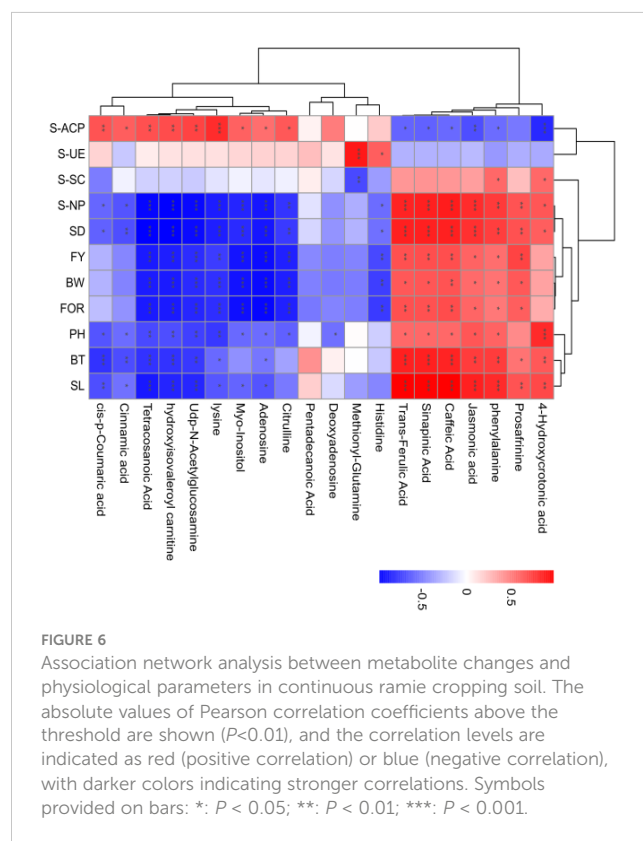 S-ACP
S-UE
S-SC
S-NP
SD
FY
BW
FOR
PH
BT
SL
cis-p-Coumaric acid
Cinnamic acid
Tetracosanoic Acid
hydroxyisovaleroyl carnitine
Udp-N-Acetylglucosamine
lysine
Myo-Inositol
Adenosine
Citrulline
Pentadecanoic Acid
Deoxyadenosine
Methionyl-Glutamine
Histidine
Trans-Ferulic Acid
Sinapinic Acid
Caffeic Acid
Jasmonic acid
phenylalanine
Prosafrinine
4-Hydroxycrotonic acid
-0.5
0
0.5
FIGURE 6
Association network analysis between metabolite changes and
physiological parameters in continuous ramie cropping soil. The
absolute values of Pearson correlation coefficients above the
threshold are shown (P<0.01), and the correlation levels are
indicated as red (positive correlation) or blue (negative correlation),
with darker colors indicating stronger correlations. Symbols
provided on bars: *: P < 0.05; **: P < 0.01; ***: P < 0.001.